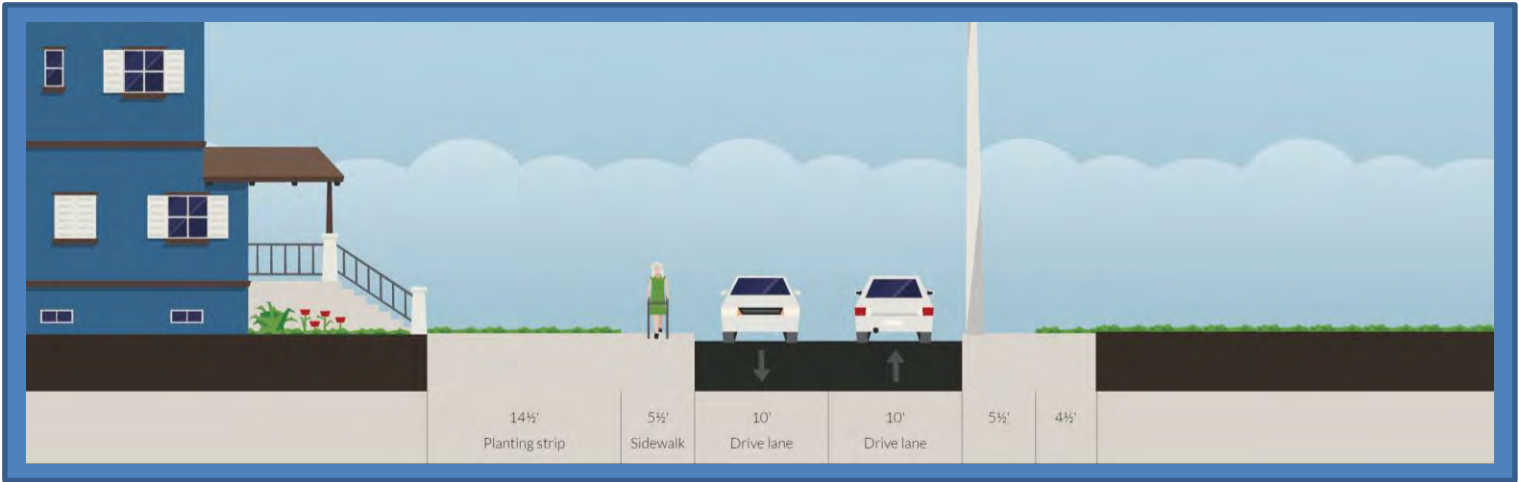 14½' 5½' 10' 10' 5½' 4½'
Planting strip Sidewalk Drive lane Drive lane